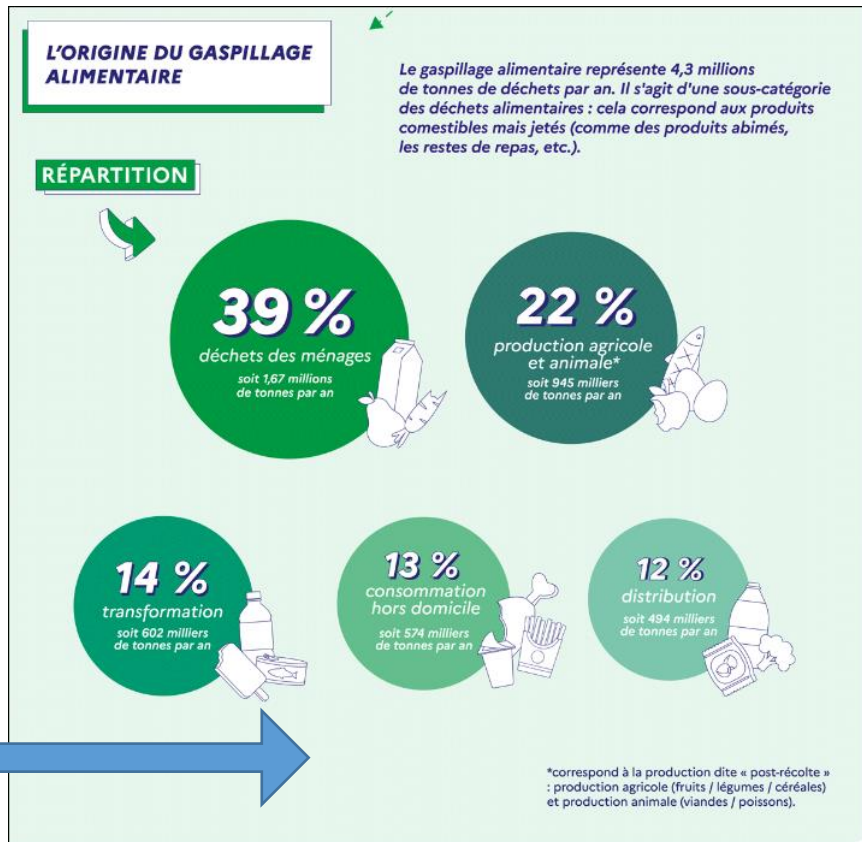 L'ORIGINE DU GASPILLAGE
ALIMENTAIRE
Le gaspillage alimentaire représente 4,3 millions
de tonnes de déchets par an. Il s'agit d'une sous-catégorie
des déchets alimentaires : cela correspond aux produits
comestibles mais jetés (comme des produits abimés,
les restes de repas, etc.).
RÉPARTITION
39 %
déchets des ménages
soit 1,67 millions
de tonnes par an
22 %
production agricole
et animale*
soit 945 milliers
de tonnes par an
14 %
transformation
soit 602 milliers
de tonnes par an
13 %
consommation
hors domicile
soit 574 milliers
de tonnes par an
12 %
distribution
soit 494 milliers
de tonnes par an
*correspond à la production dite « post-récolte »
: production agricole (fruits / légumes / céréales)
et production animale (viandes / poissons).